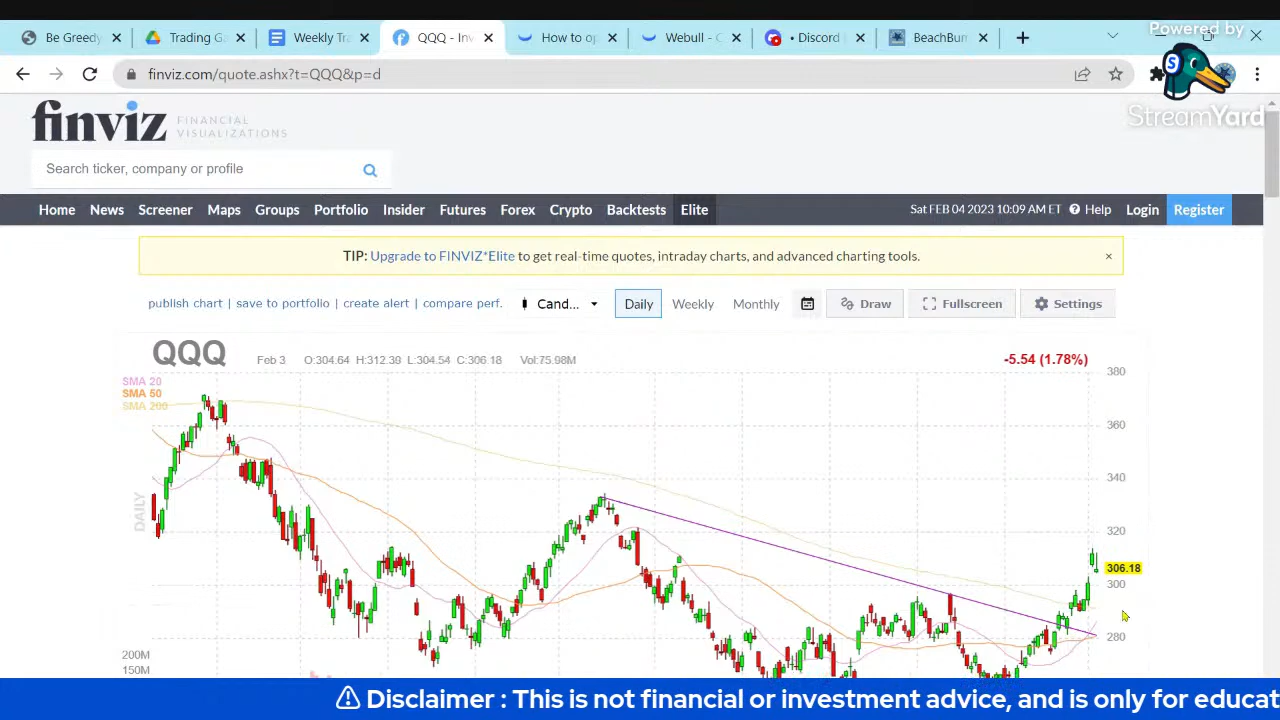 Powered by
Be Greedy
Trading Ga
Weekly Tra
QQQ - Inv
How to op
Webull - C
• Discord
BeachBun
finviz.com/quote.ashx?t=QQQ&p=d
StreamYard
finviz FINANCIAL VISUALIZATIONS
Search ticker, company or profile
Home News Screener Maps Groups Portfolio Insider Futures Forex Crypto Backtests Elite
Sat FEB 04 2023 10:09 AM ET Help Login Register
TIP: Upgrade to FINVIZ*Elite to get real-time quotes, intraday charts, and advanced charting tools. ×
publish chart | save to portfolio | create alert | compare perf. Cand... Daily Weekly Monthly Draw Fullscreen Settings
QQQ Feb 3 O:304.64 H:312.39 L:304.54 C:306.18 Vol:75.98M -5.54 (1.78%)
SMA 20
SMA 50
SMA 200
DAILY
380
360
340
320
306.18
300
280
200M
150M
Disclaimer : This is not financial or investment advice, and is only for educat